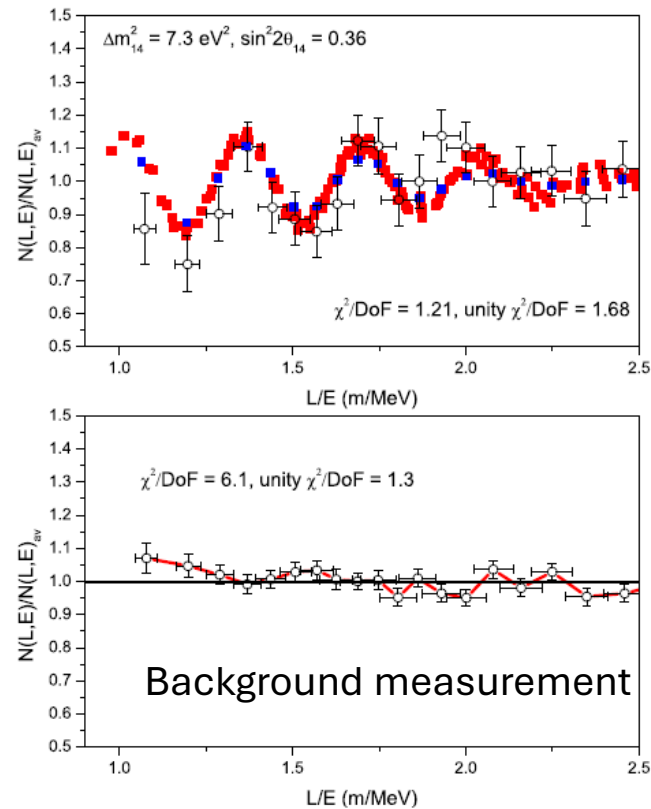 1.5
1.4
1.3
1.2
1.1
1.0
0.9
0.8
0.7
0.6
0.5
N(L,E)/N(L,E)av
Δm²₁₄ = 7.3 eV², sin²2θ₁₄ = 0.36
χ²/DoF = 1.21, unity χ²/DoF = 1.68
1.0 1.5 2.0 2.5
L/E (m/MeV)
1.5
1.4
1.3
1.2
1.1
1.0
0.9
0.8
0.7
0.6
0.5
N(L,E)/N(L,E)av
χ²/DoF = 6.1, unity χ²/DoF = 1.3
Background measurement
1.0 1.5 2.0 2.5
L/E (m/MeV)